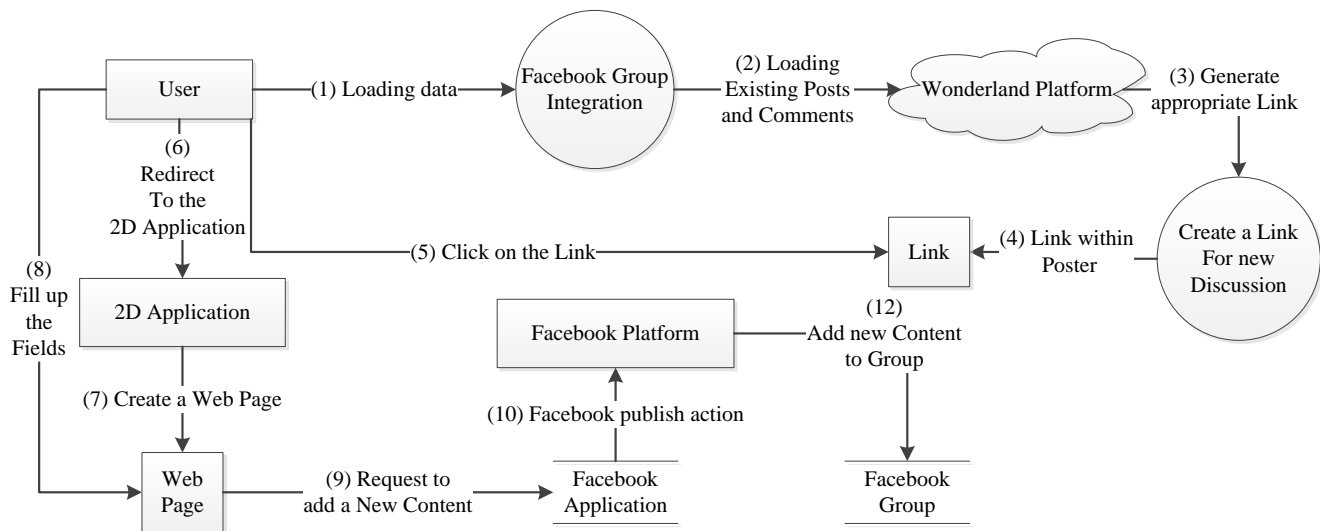 User
(1) Loading data
Facebook Group
Integration
(2) Loading
Existing Posts
and Comments
Wonderland Platform
(3) Generate
appropriate Link
(6)
Redirect
To the
2D Application
(5) Click on the Link
Link
(4) Link within
Poster
Create a Link
For new
Discussion
(8)
Fill up
the
Fields
2D Application
Facebook Platform
(12)
Add new Content
to Group
(7) Create a Web Page
(10) Facebook publish action
Web
Page
(9) Request to
add a New Content
Facebook
Application
Facebook
Group